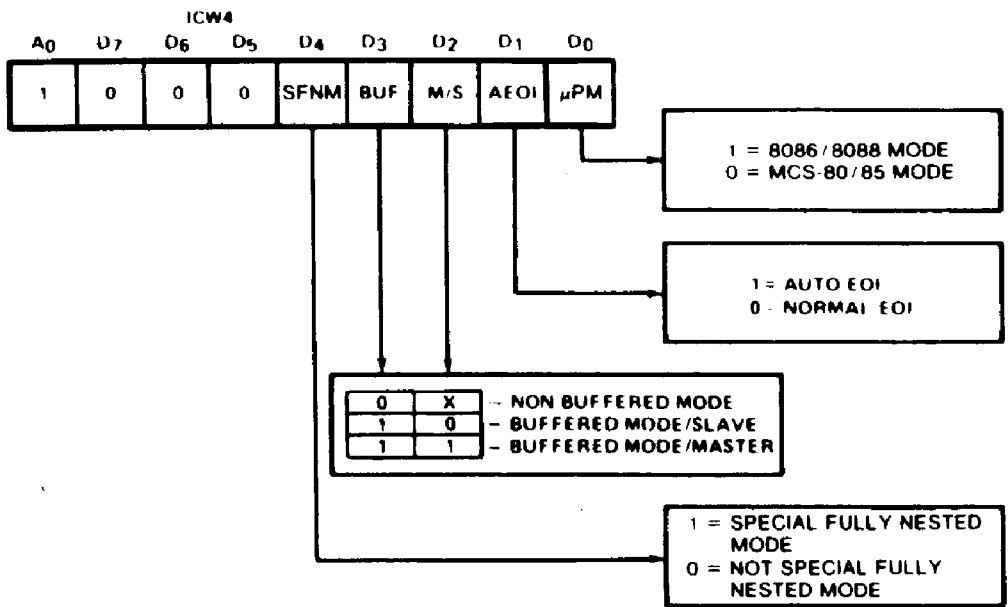 ICW4
A0 D7 D6 D5 D4 D3 D2 D1 D0
1 0 0 0 SFNM BUF M/S AEOI µPM
1 = 8086/8088 MODE
0 = MCS-80/85 MODE
1 = AUTO EOI
0 - NORMAL EOI
0 X - NON BUFFERED MODE
1 0 - BUFFERED MODE/SLAVE
1 1 - BUFFERED MODE/MASTER
1 = SPECIAL FULLY NESTED
MODE
0 = NOT SPECIAL FULLY
NESTED MODE